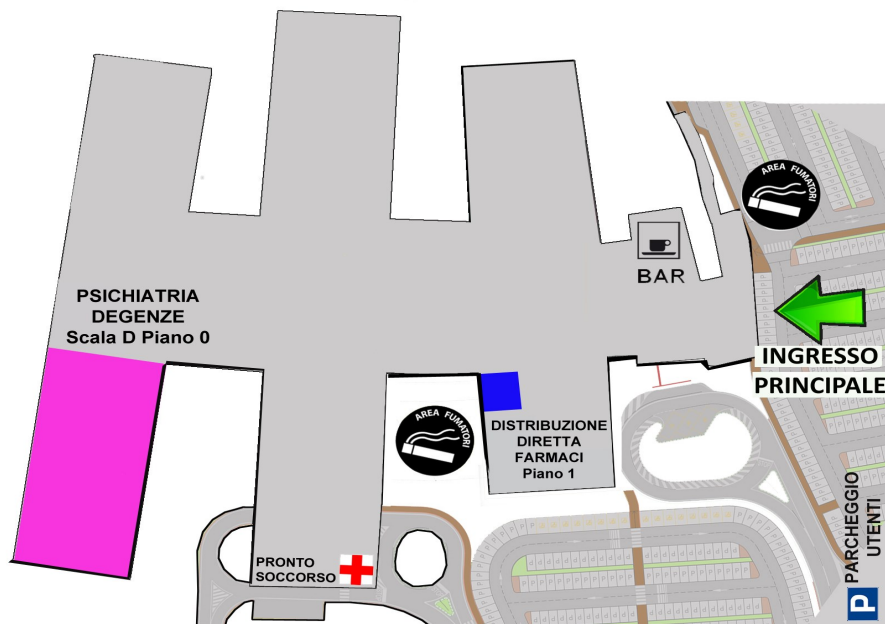 AREA FUMATORI
BAR
PSICHIATRIA
DEGENZE
Scala D Piano 0
INGRESSO
PRINCIPALE
AREA FUMATORI
DISTRIBUZIONE
DIRETTA
FARMACI
Piano 1
PRONTO
SOCCORSO
P PARCHEGGIO
UTENTI